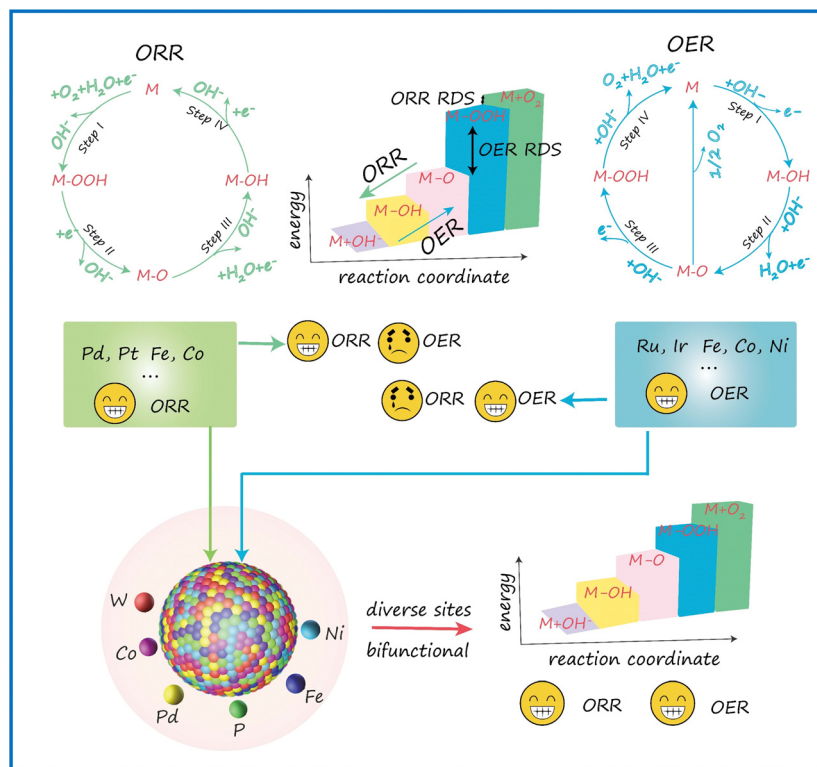 ORR
+O₂+H₂O+e⁻
M
OH⁻
+e⁻
OH⁻
Step I
Step IV
M-OOH
M-OH
+e⁻
Step II
OH⁻
Step III
OH⁻
+H₂O+e⁻
M-O
ORR RDS
M+O₂
M-OOH
OER RDS
ORR
M-O
M-OH
OER
M+OH⁻
energy
reaction coordinate
OER
O₂+H₂O+e⁻
M
+OH⁻
+OH⁻
Step IV
Step I
e⁻
1/2 O₂
M-OOH
M-OH
e⁻
Step III
Step II
+OH⁻
+OH⁻
M-O
H₂O+e⁻
Pd, Pt Fe, Co
...
ORR
ORR
OER
ORR
OER
Ru, Ir Fe, Co, Ni
...
OER
W
Co
Pd
P
Fe
Ni
diverse sites
bifunctional
energy
M+O₂
M-OOH
M-O
M-OH
M+OH⁻
reaction coordinate
ORR
OER